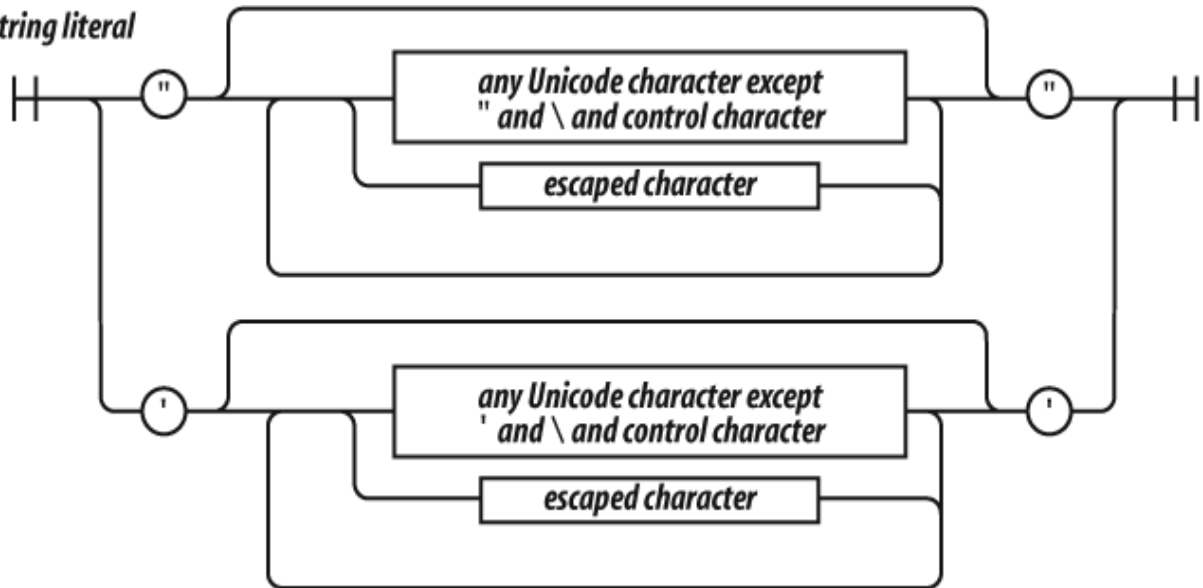 tring literal
"
any Unicode character except
" and \ and control character
"
escaped character
'
any Unicode character except
' and \ and control character
'
escaped character